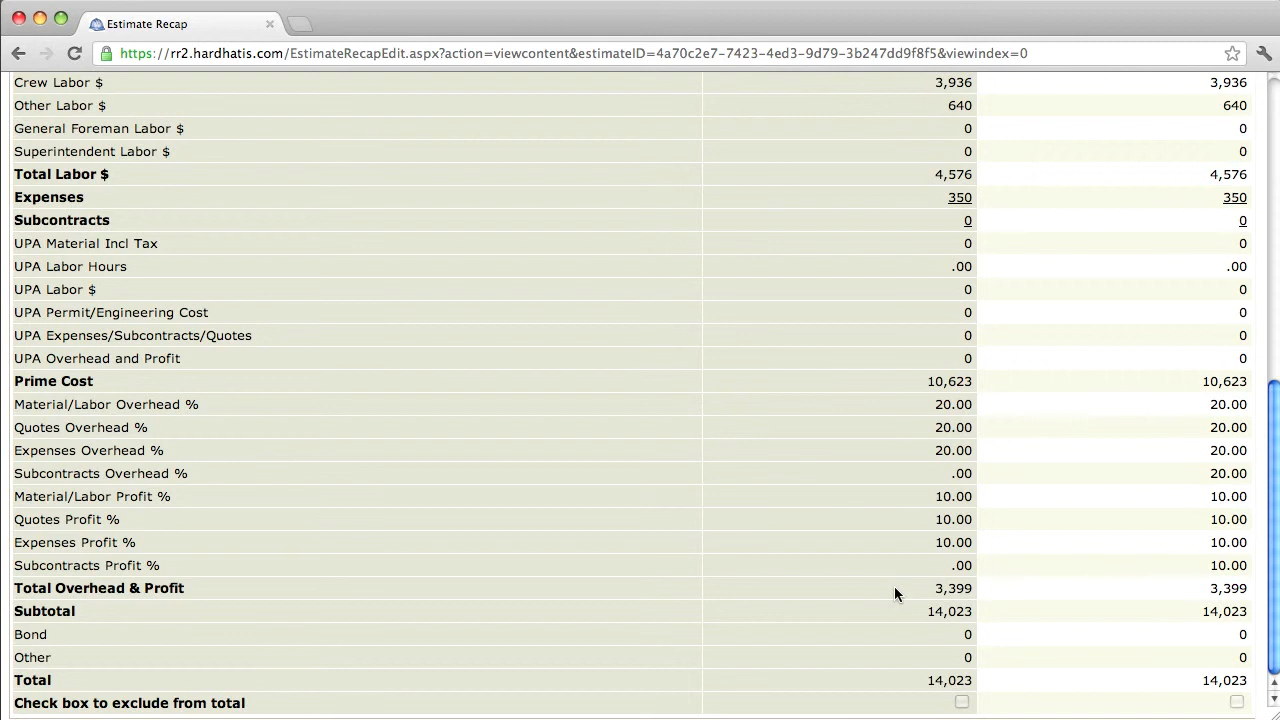 Estimate Recap
https://rr2.hardhatis.com/EstimateRecapEdit.aspx?action=viewcontent&estimateID=4a70c2e7-7423-4ed3-9d79-3b247dd9f8f5&viewindex=0
Crew Labor $ 3,936 3,936
Other Labor $ 640 640
General Foreman Labor $ 0 0
Superintendent Labor $ 0 0
Total Labor $ 4,576 4,576
Expenses 350 350
Subcontracts 0 0
UPA Material Incl Tax 0 0
UPA Labor Hours .00 .00
UPA Labor $ 0 0
UPA Permit/Engineering Cost 0 0
UPA Expenses/Subcontracts/Quotes 0 0
UPA Overhead and Profit 0 0
Prime Cost 10,623 10,623
Material/Labor Overhead % 20.00 20.00
Quotes Overhead % 20.00 20.00
Expenses Overhead % 20.00 20.00
Subcontracts Overhead % .00 20.00
Material/Labor Profit % 10.00 10.00
Quotes Profit % 10.00 10.00
Expenses Profit % 10.00 10.00
Subcontracts Profit % .00 10.00
Total Overhead & Profit 3,399 3,399
Subtotal 14,023 14,023
Bond 0 0
Other 0 0
Total 14,023 14,023
Check box to exclude from total